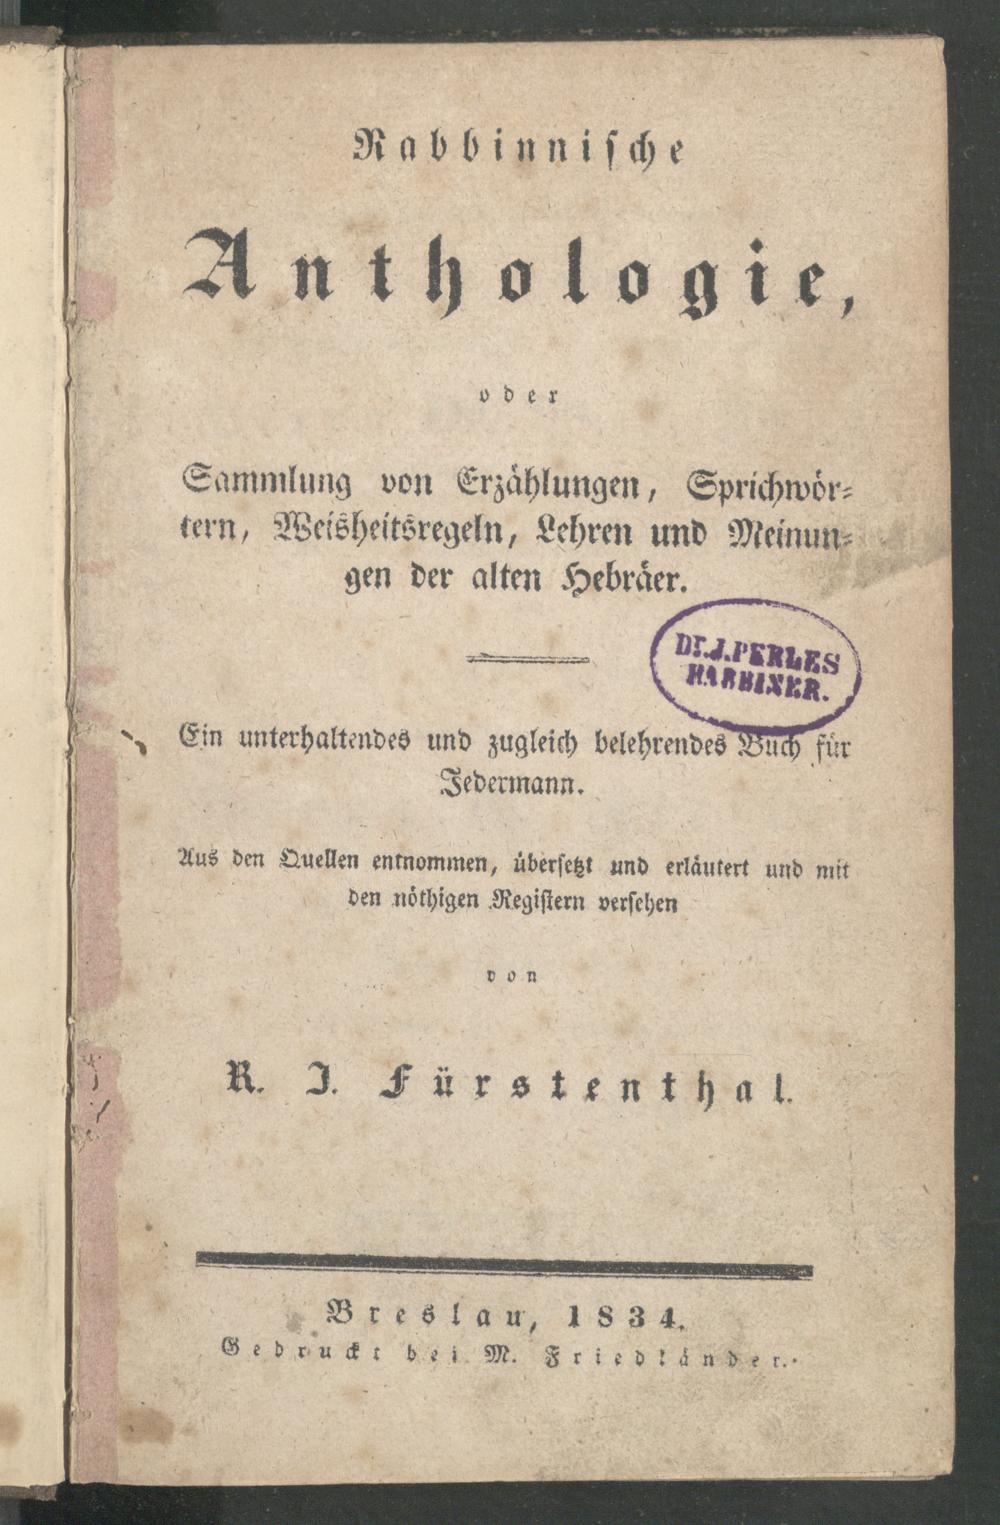 Rabbinnische
Anthologie,
oder
Sammlung von Erzählungen, Sprichwör-
tern, Weisheitsregeln, Lehren und Meinun-
gen der alten Hebräer.
Dr. J. PERLES
RABBINER.
Ein unterhaltendes und zugleich belehrendes Buch für
Jedermann.
Aus den Quellen entnommen, übersetzt und erläutert und mit
den nöthigen Registern versehen
von
R. J. Fürstenthal.
Breslau, 1834.
Gedruckt bei M. Friedländer.